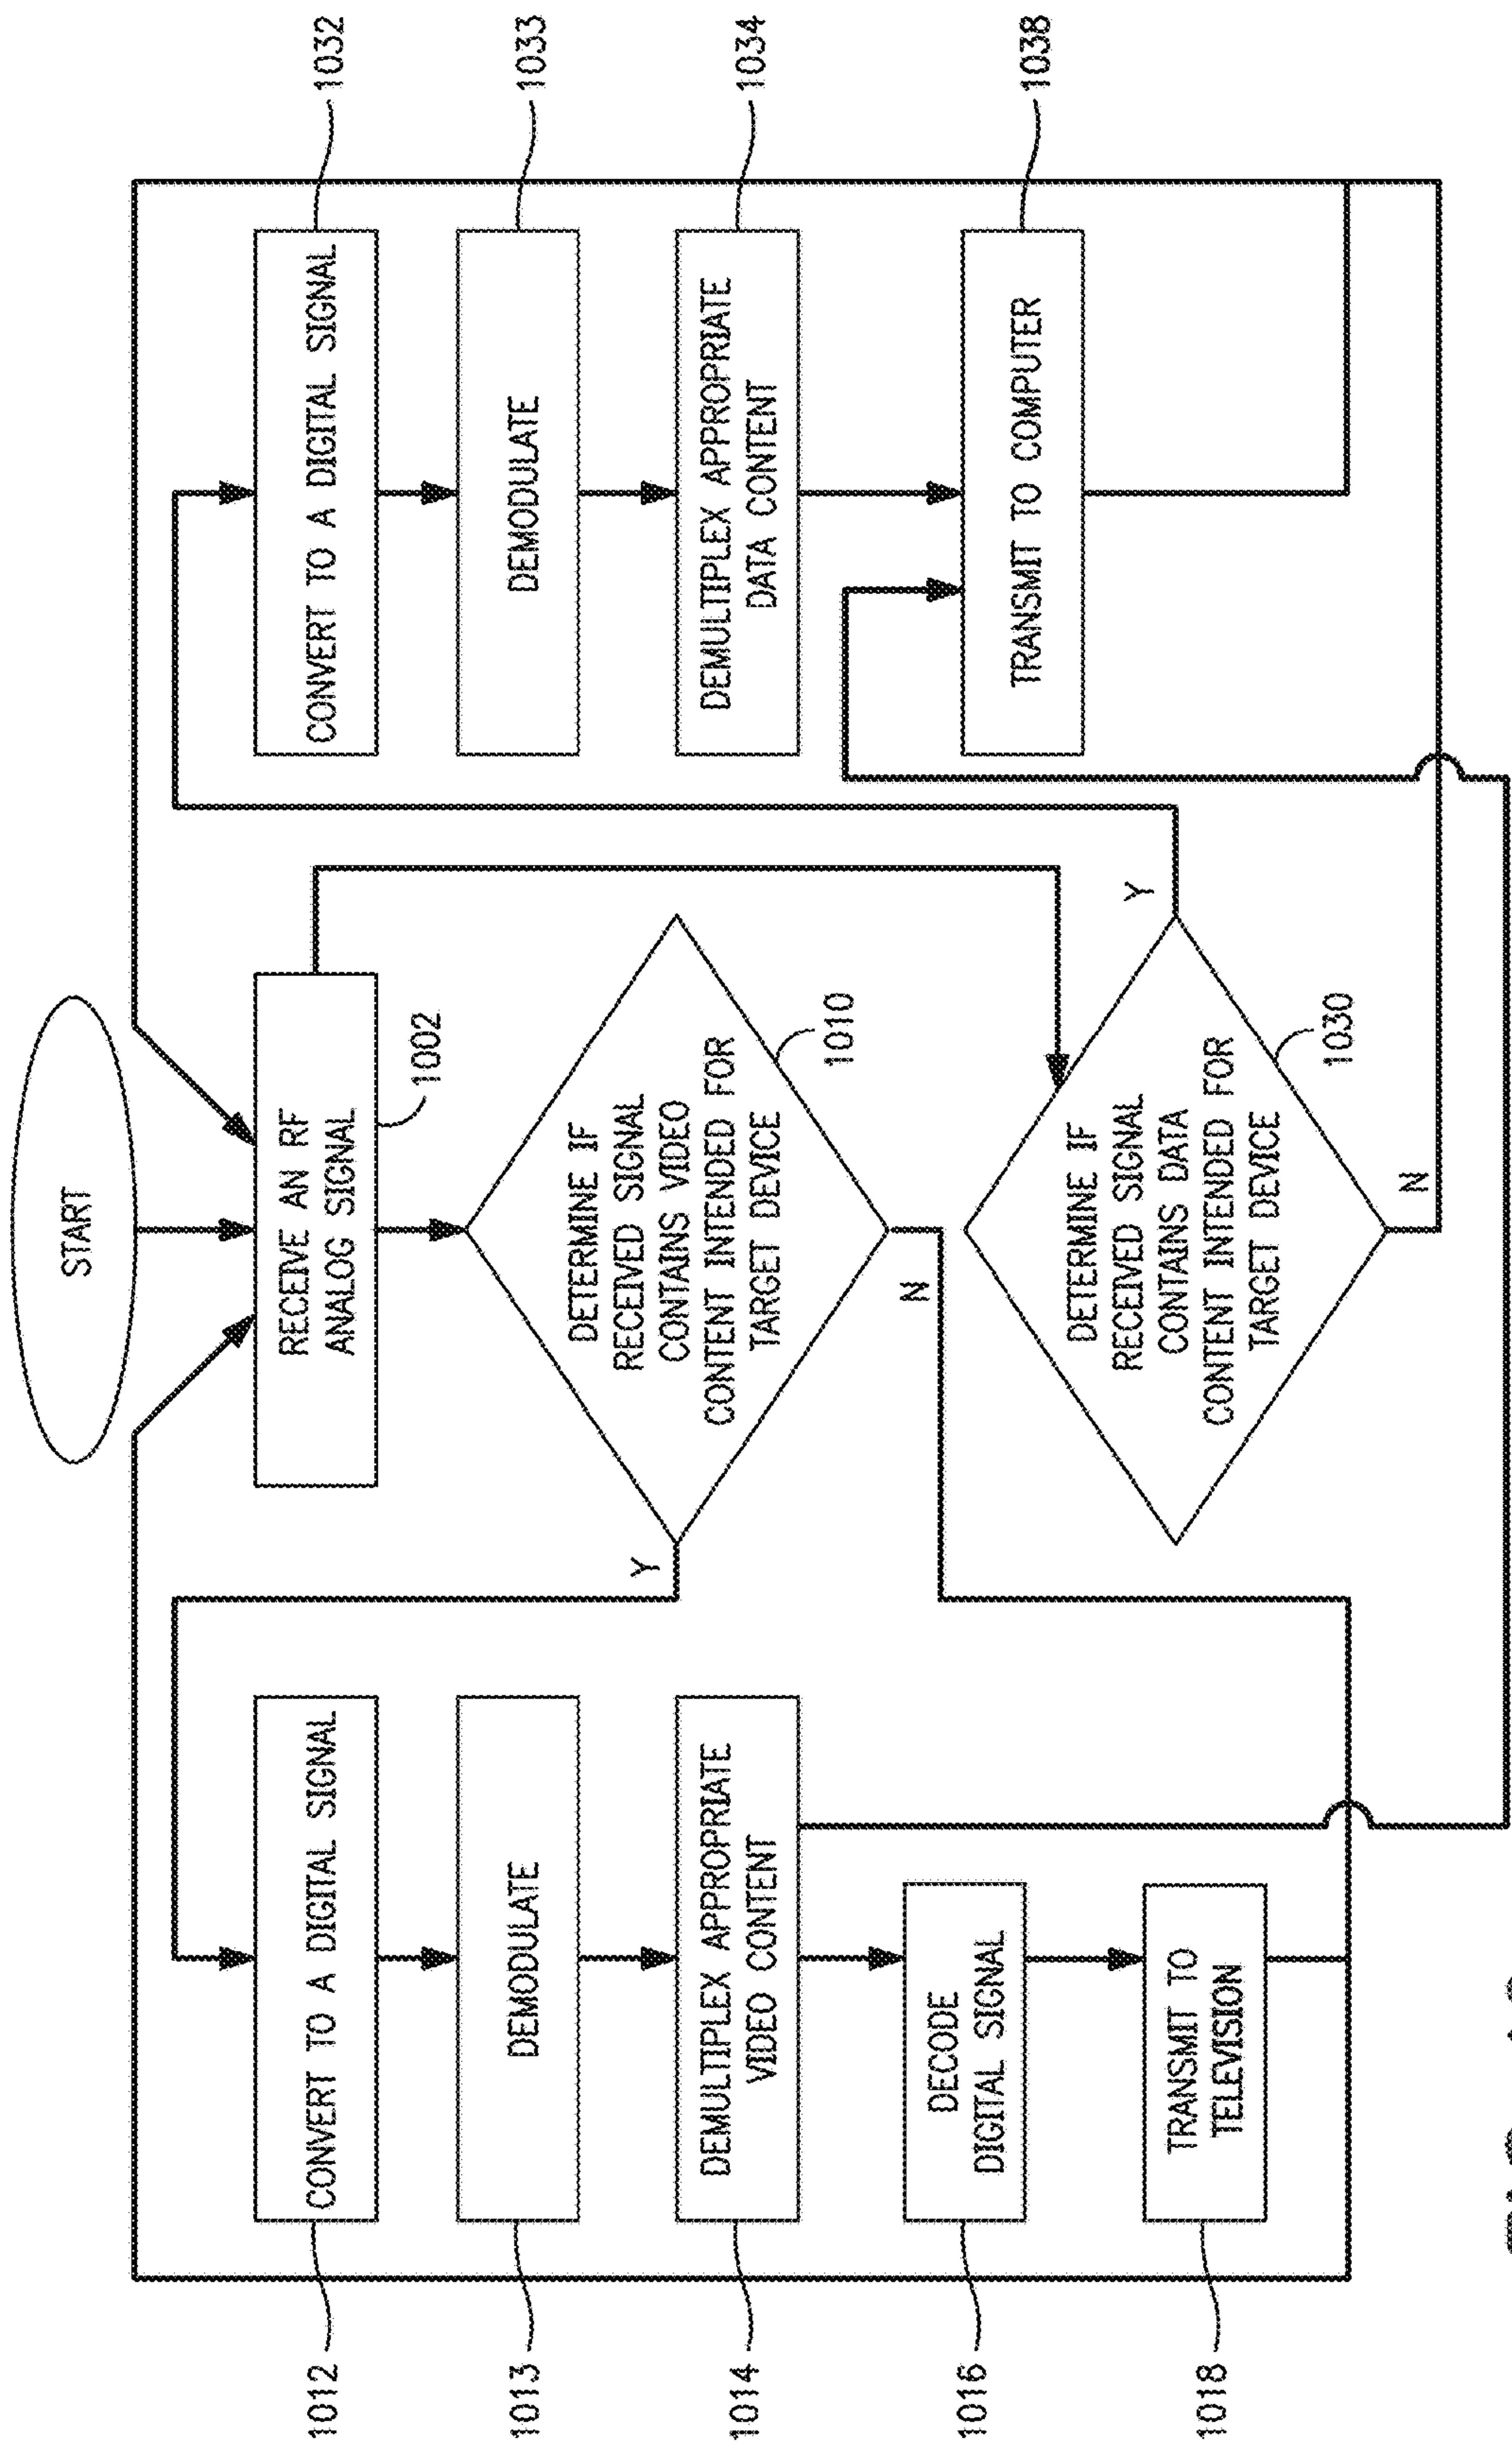 START
RECEIVE AN RF
ANALOG SIGNAL
1002
DETERMINE IF
RECEIVED SIGNAL
CONTAINS VIDEO
CONTENT INTENDED FOR
TARGET DEVICE
1010
Y
N
DETERMINE IF
RECEIVED SIGNAL
CONTAINS DATA
CONTENT INTENDED FOR
TARGET DEVICE
1030
Y
N
1012
CONVERT TO A DIGITAL SIGNAL
1013
DEMODULATE
1014
DEMULTIPLEX APPROPRIATE
VIDEO CONTENT
1016
DECODE
DIGITAL SIGNAL
1018
TRANSMIT TO
TELEVISION
CONVERT TO A DIGITAL SIGNAL
1032
DEMODULATE
1033
DEMULTIPLEX APPROPRIATE
DATA CONTENT
1034
TRANSMIT TO COMPUTER
1038